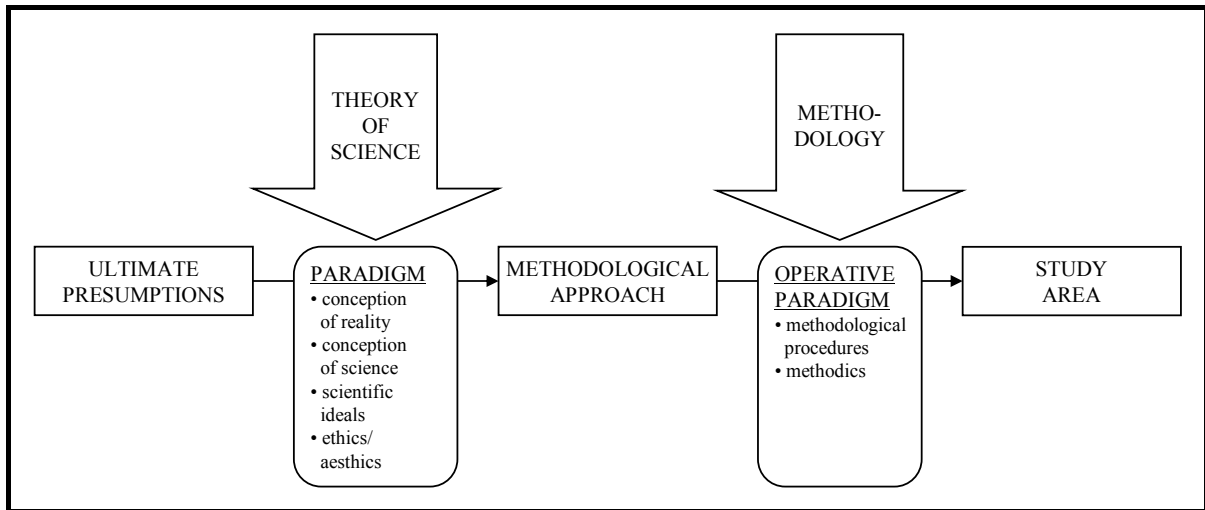 THEORY
OF
SCIENCE
METHO-
DOLOGY
ULTIMATE
PRESUMPTIONS
PARADIGM
• conception
of reality
• conception
of science
• scientific
ideals
• ethics/
aesthics
METHODOLOGICAL
APPROACH
OPERATIVE
PARADIGM
• methodological
procedures
• methodics
STUDY
AREA